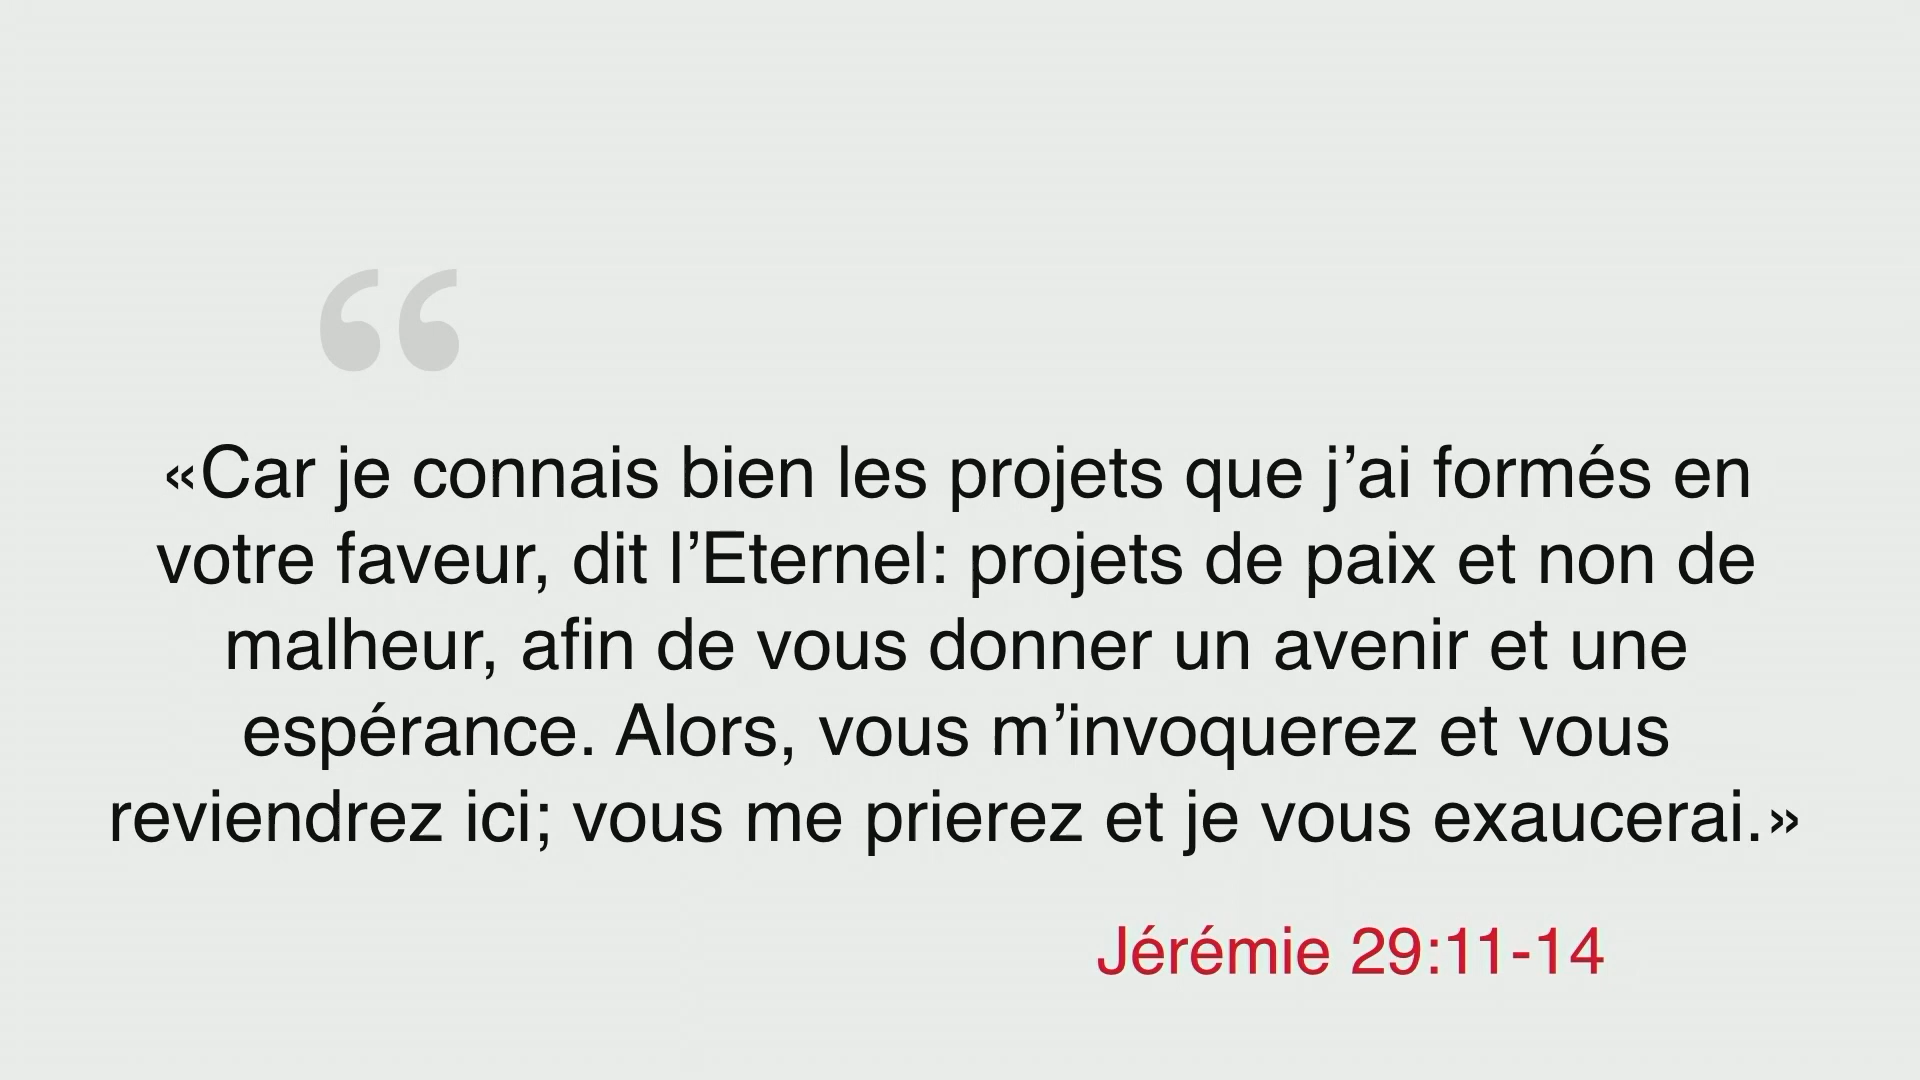 «Car je connais bien les projets que j’ai formés en
votre faveur, dit l’Eternel: projets de paix et non de
malheur, afin de vous donner un avenir et une
espérance. Alors, vous m’invoquerez et vous
reviendrez ici; vous me prierez et je vous exaucerai.»
Jérémie 29:11-14